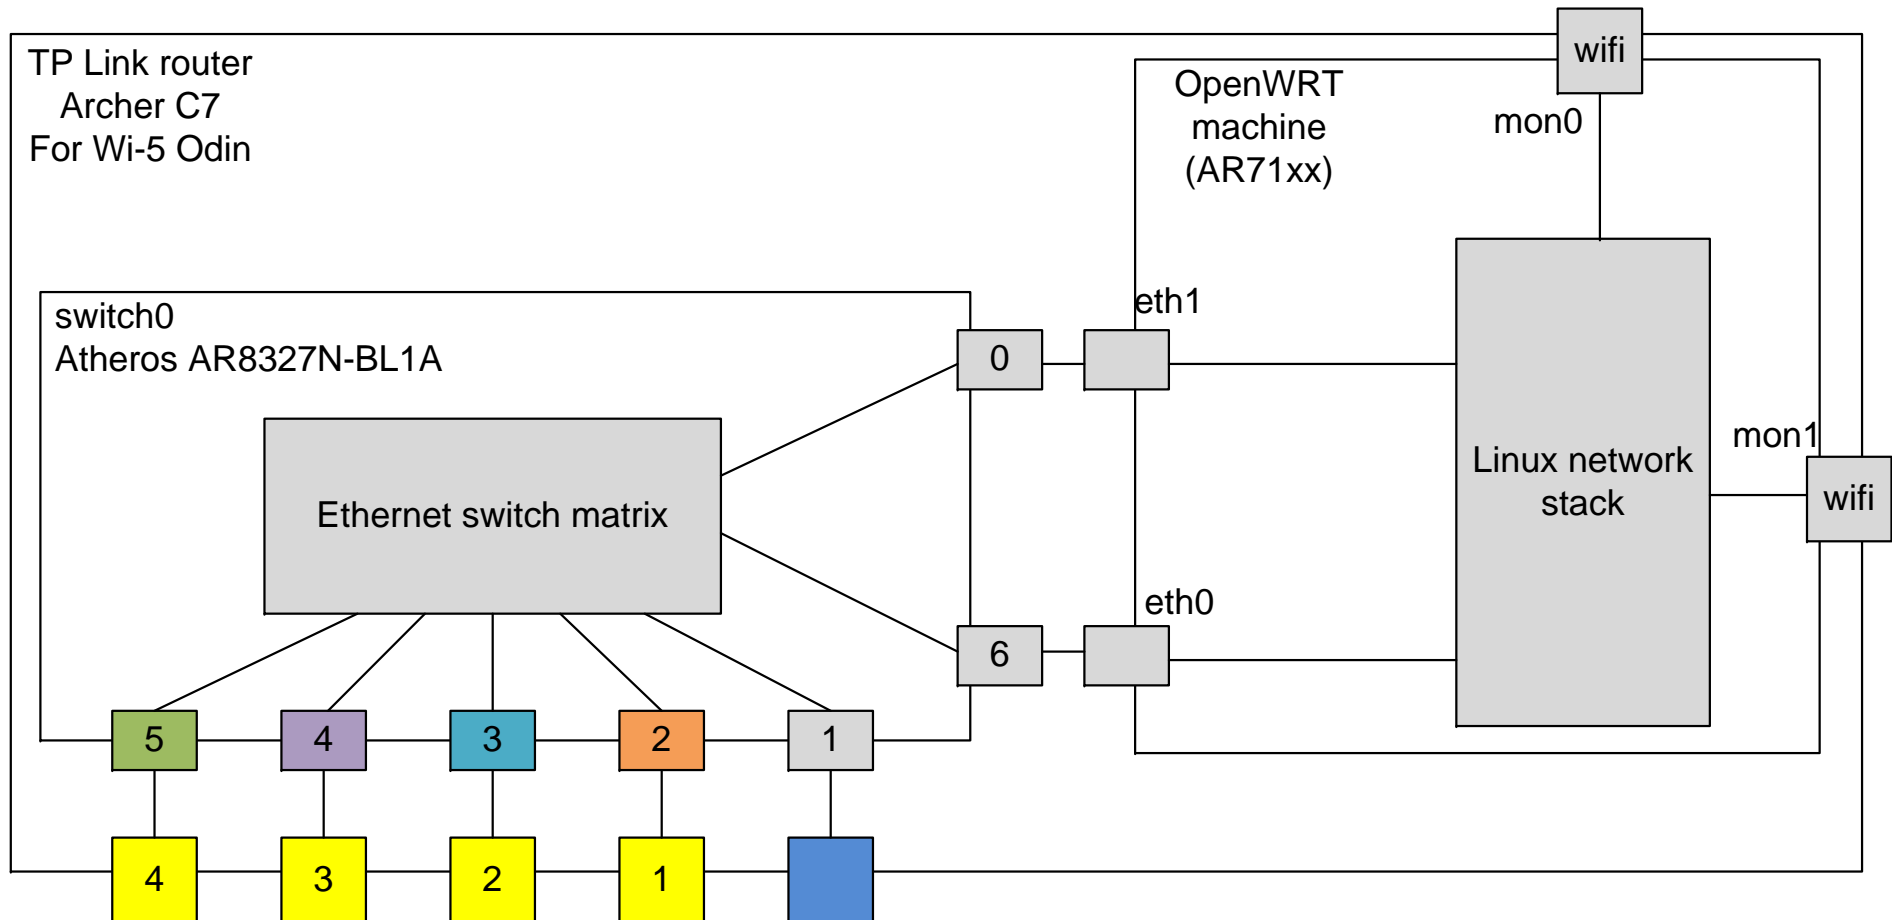 TP Link router
Archer C7
For Wi-5 Odin
wifi
OpenWRT
machine
(AR71xx)
mon0
switch0
Atheros AR8327N-BL1A
eth1
0
Ethernet switch matrix
Linux network
stack
mon1
wifi
eth0
6
5
4
3
2
1
4
3
2
1